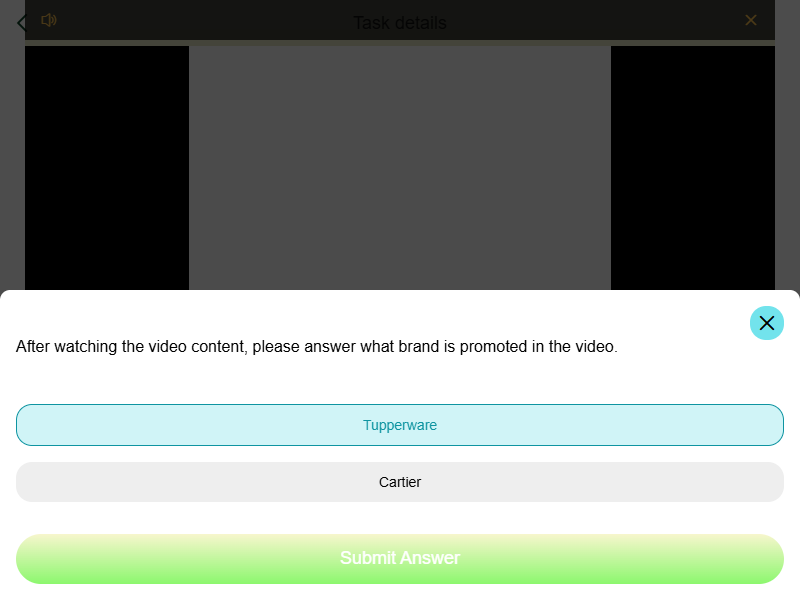 Task details
After watching the video content, please answer what brand is promoted in the video.
Tupperware
Cartier
Submit Answer